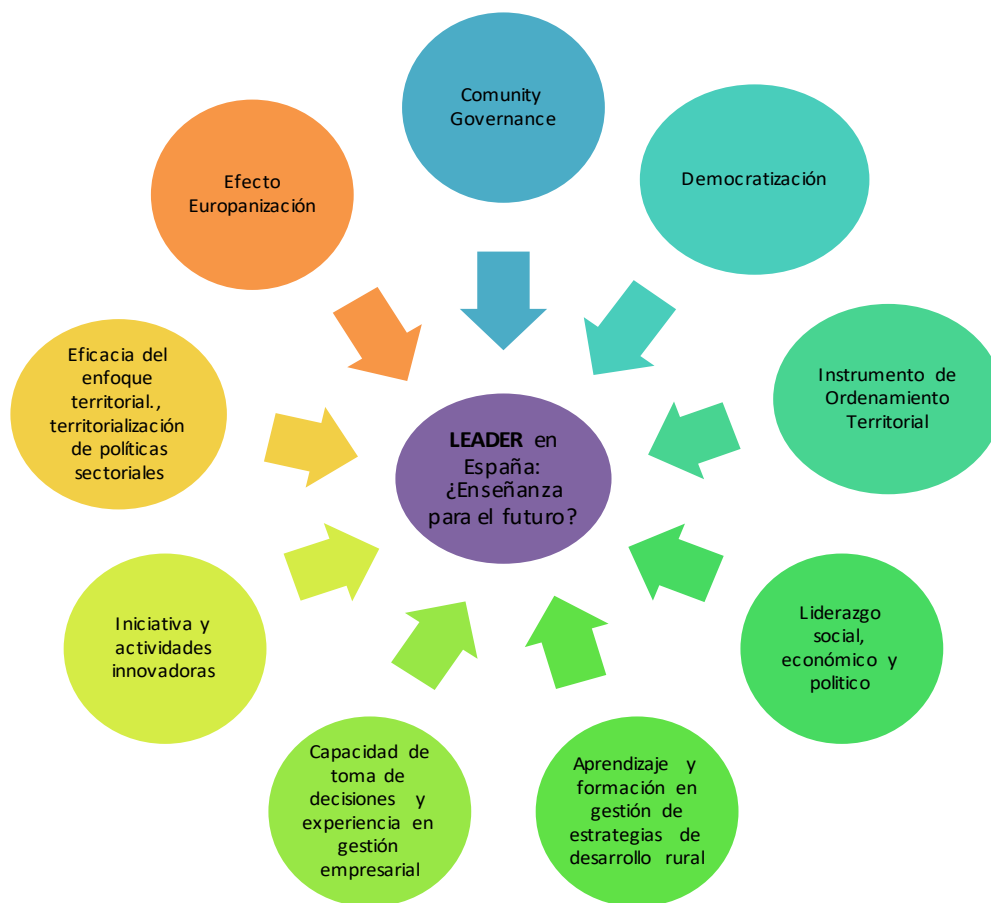 Comunity
Governance
Democratización
Instrumento de
Ordenamiento
Territorial
Liderazgo
social,
económico y
politico
Aprendizaje y
formación en
gestión de
estrategias de
desarrollo rural
Capacidad de
toma de
decisiones y
experiencia en
gestión
empresarial
Iniciativa y
actividades
innovadoras
Eficacia del
enfoque
territorial.,
territorialización
de políticas
sectoriales
Efecto
Europanización
LEADER en
España:
¿Enseñanza
para el futuro?